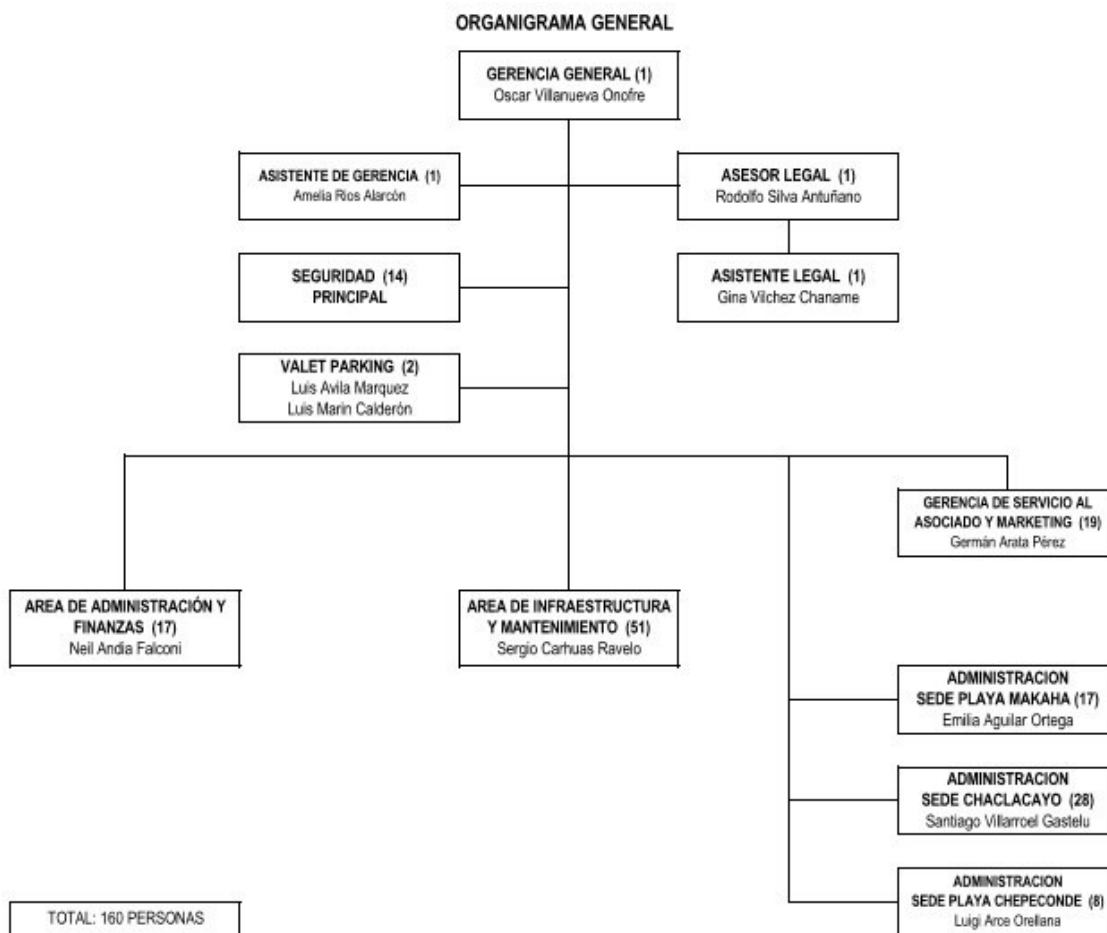 ORGANIGRAMA GENERAL
GERENCIA GENERAL (1)
Oscar Villanueva Onofre
ASISTENTE DE GERENCIA (1)
Amelia Rios Alarcón
ASESOR LEGAL (1)
Rodolfo Silva Antuñano
SEGURIDAD (14)
PRINCIPAL
ASISTENTE LEGAL (1)
Gina Vilchez Chaname
VALET PARKING (2)
Luis Avila Marquez
Luis Marin Calderón
GERENCIA DE SERVICIO AL
ASOCIADO Y MARKETING (19)
Germán Arata Pérez
AREA DE ADMINISTRACIÓN Y
FINANZAS (17)
Neil Andia Falconi
AREA DE INFRAESTRUCTURA
Y MANTENIMIENTO (51)
Sergio Carhuas Ravelo
ADMINISTRACION
SEDE PLAYA MAKAHA (17)
Emilia Aguilar Ortega
ADMINISTRACION
SEDE CHACLACAYO (28)
Santiago Villarroel Gastelu
ADMINISTRACION
SEDE PLAYA CHEPECONDE (8)
Luigi Arce Orellana
TOTAL: 160 PERSONAS